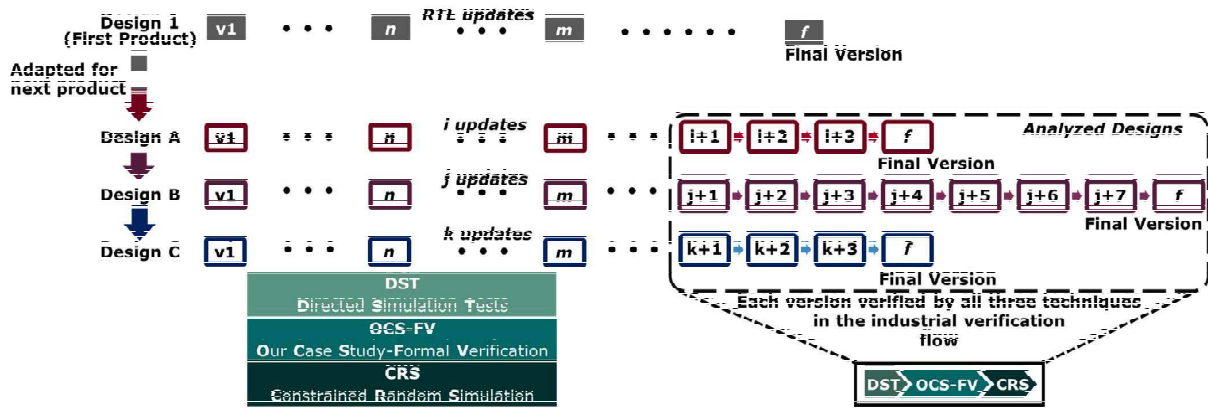 Design 1
(First Product)
v1 • • • n • • • m • • • • • • f
RTL updates
Final Version
Adapted for
next product
Design A v1 • • • n • • • m • • • i+1 i+2 i+3 f
i updates
Analyzed Designs
Final Version
Design B v1 • • • n • • • m • • • j+1 j+2 j+3 j+4 j+5 j+6 j+7 f
j updates
Final Version
Design C v1 • • • n • • • m • • • k+1 k+2 k+3 f
k updates
Final Version
DST
Directed Simulation Tests
OCS-FV
Our Case Study-Formal Verification
CRS
Constrained Random Simulation
Each version verified by all three techniques
in the industrial verification
flow
DST OCS-FV CRS